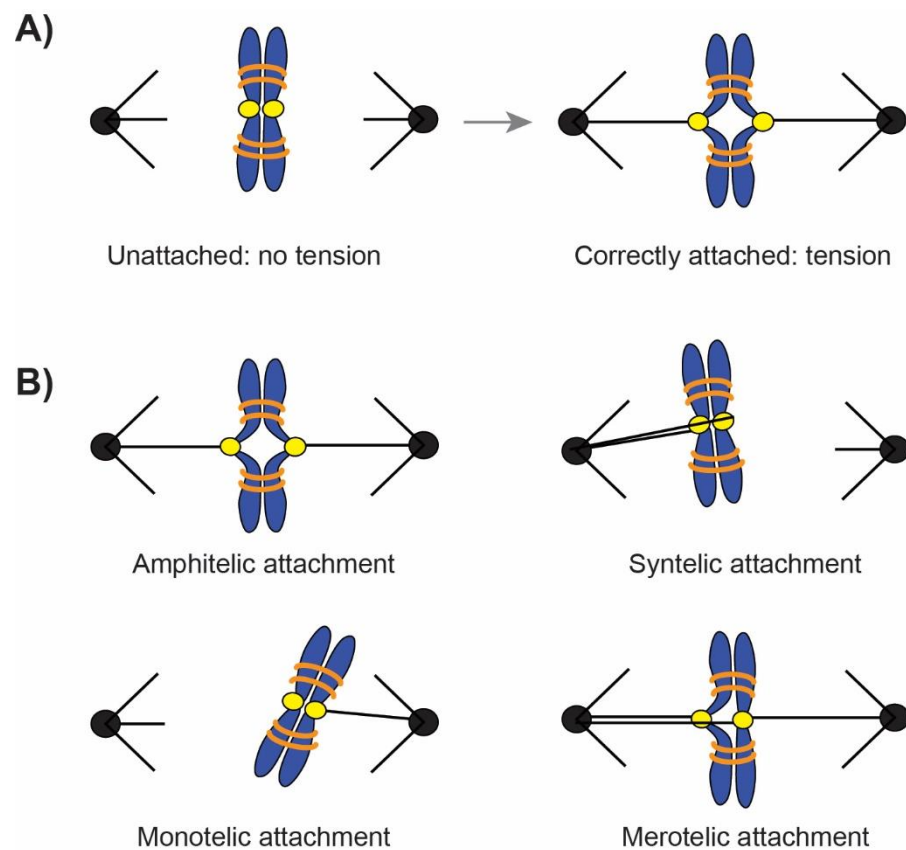 A)
Unattached: no tension
Correctly attached: tension
B)
Amphitelic attachment
Syntelic attachment
Monotelic attachment
Merotelic attachment